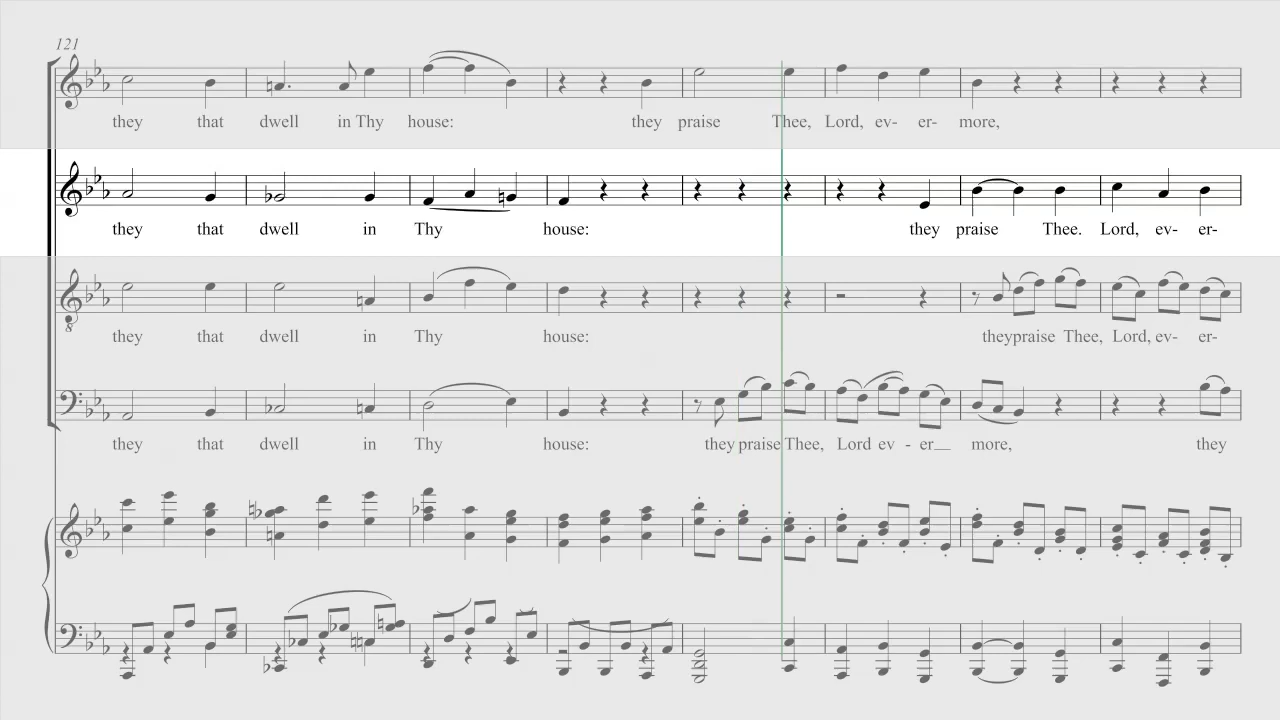 121
they that dwell in Thy house: they praise Thee, Lord, ev- er- more,
they that dwell in Thy house: they praise Thee. Lord, ev- er-
8
they that dwell in Thy house: theypraise Thee, Lord, ev- er-
they that dwell in Thy house: they praise Thee, Lord ev - er more, they